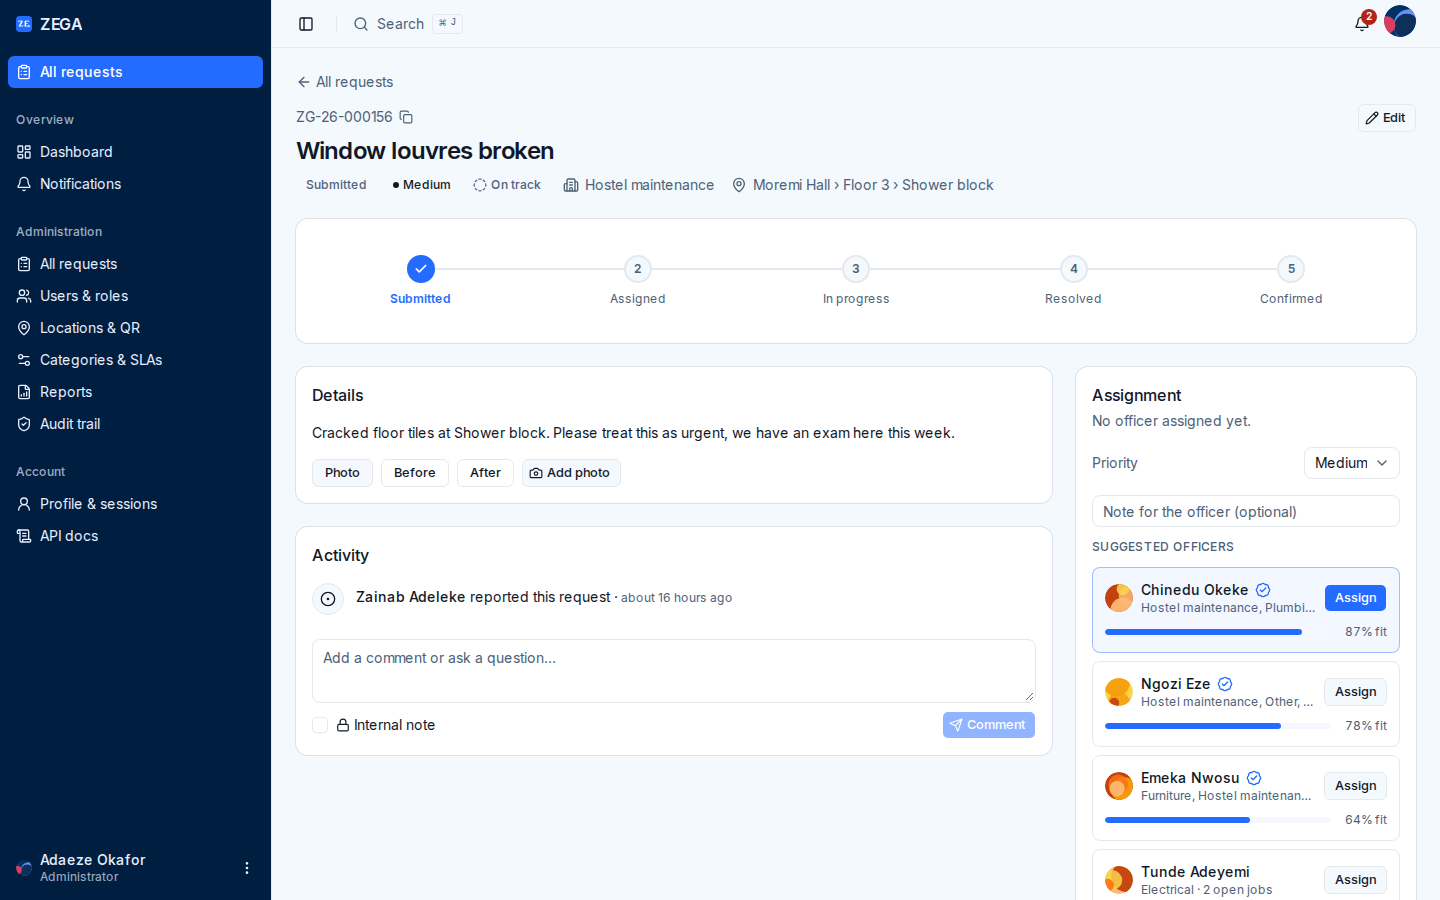 ZEGA
All requests
Overview
Dashboard
Notifications
Administration
All requests
Users & roles
Locations & QR
Categories & SLAs
Reports
Audit trail
Account
Profile & sessions
API docs
Adaeze Okafor
Administrator
Search ⌘ J
2
All requests
ZG-26-000156
Edit
Window louvres broken
Submitted Medium On track Hostel maintenance Moremi Hall › Floor 3 › Shower block
2 3 4 5
Submitted Assigned In progress Resolved Confirmed
Details
Cracked floor tiles at Shower block. Please treat this as urgent, we have an exam here this week.
Photo Before After Add photo
Activity
Zainab Adeleke reported this request · about 16 hours ago
Add a comment or ask a question...
Internal note
Comment
Assignment
No officer assigned yet.
Priority Medium
Note for the officer (optional)
SUGGESTED OFFICERS
Chinedu Okeke
Hostel maintenance, Plumbi...
Assign
87% fit
Ngozi Eze
Hostel maintenance, Other, ...
Assign
78% fit
Emeka Nwosu
Furniture, Hostel maintenan...
Assign
64% fit
Tunde Adeyemi
Electrical · 2 open jobs
Assign